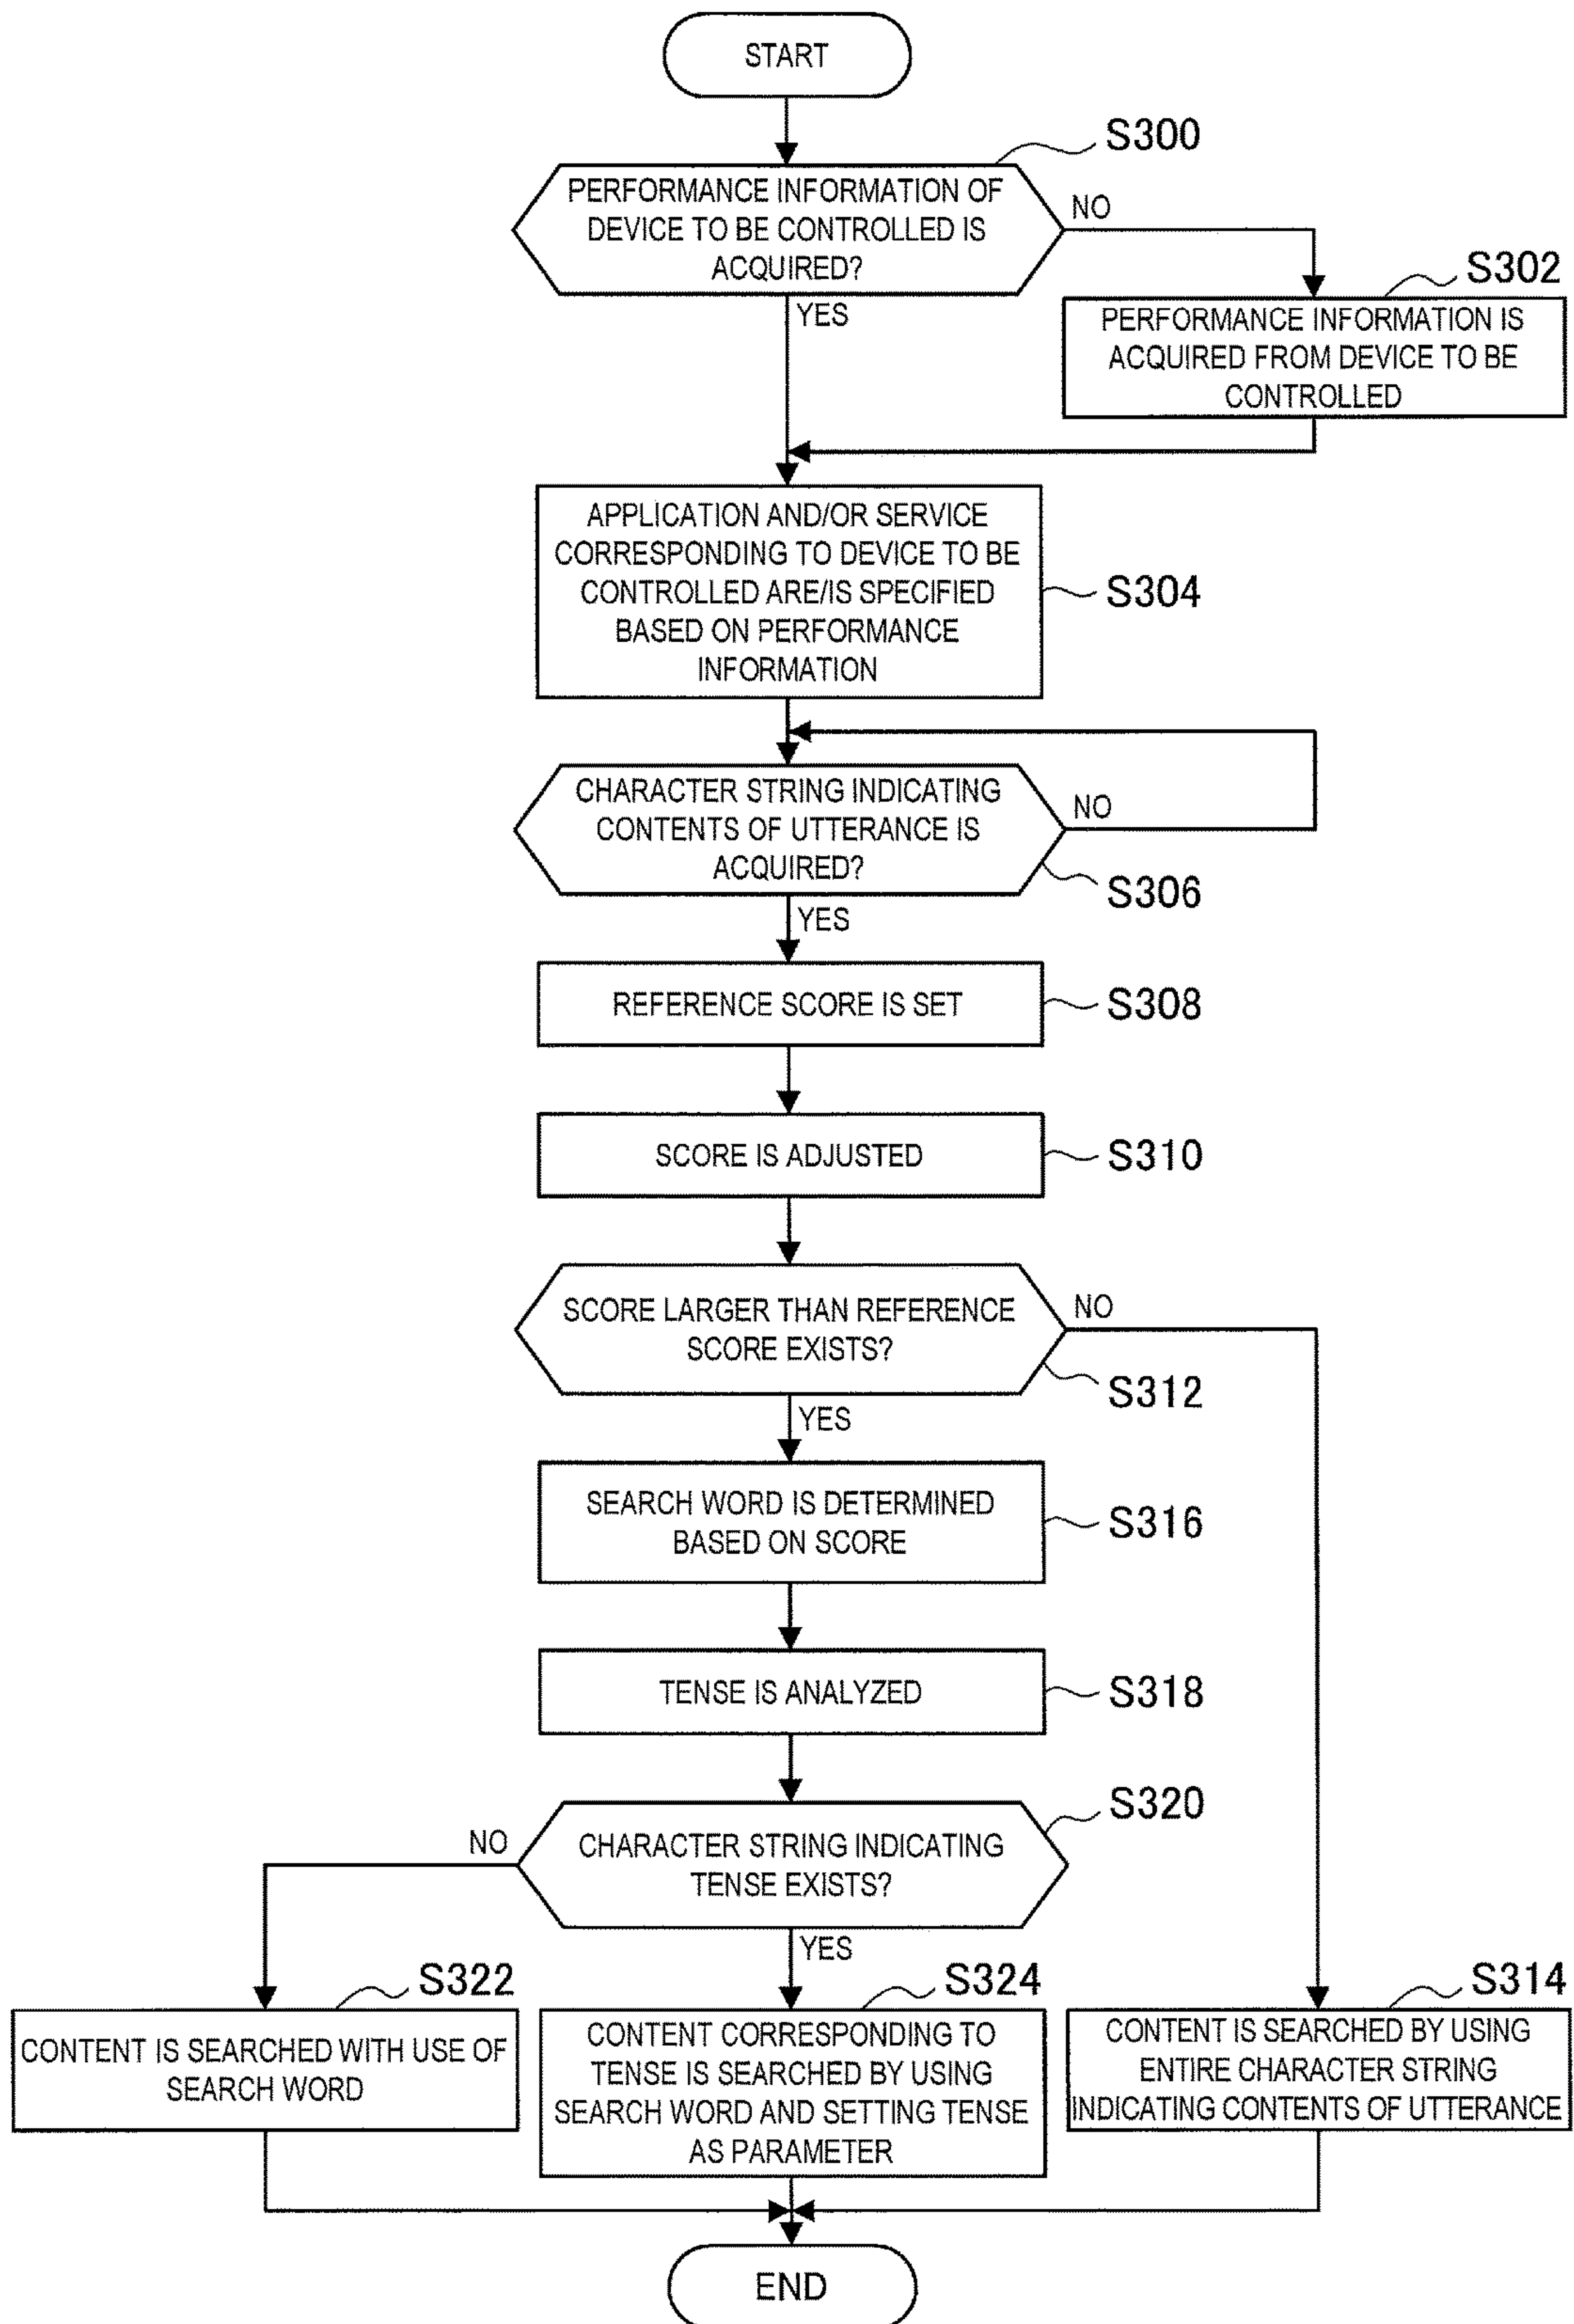 START
S300
PERFORMANCE INFORMATION OF
DEVICE TO BE CONTROLLED IS
ACQUIRED?
NO
YES
S302
PERFORMANCE INFORMATION IS
ACQUIRED FROM DEVICE TO BE
CONTROLLED
APPLICATION AND/OR SERVICE
CORRESPONDING TO DEVICE TO BE
CONTROLLED ARE/IS SPECIFIED
BASED ON PERFORMANCE
INFORMATION
S304
CHARACTER STRING INDICATING
CONTENTS OF UTTERANCE IS
ACQUIRED?
NO
S306
YES
REFERENCE SCORE IS SET
S308
SCORE IS ADJUSTED
S310
SCORE LARGER THAN REFERENCE
SCORE EXISTS?
NO
S312
YES
SEARCH WORD IS DETERMINED
BASED ON SCORE
S316
TENSE IS ANALYZED
S318
S320
CHARACTER STRING INDICATING
TENSE EXISTS?
NO
YES
S322
CONTENT IS SEARCHED WITH USE OF
SEARCH WORD
S324
CONTENT CORRESPONDING TO
TENSE IS SEARCHED BY USING
SEARCH WORD AND SETTING TENSE
AS PARAMETER
S314
CONTENT IS SEARCHED BY USING
ENTIRE CHARACTER STRING
INDICATING CONTENTS OF UTTERANCE
END